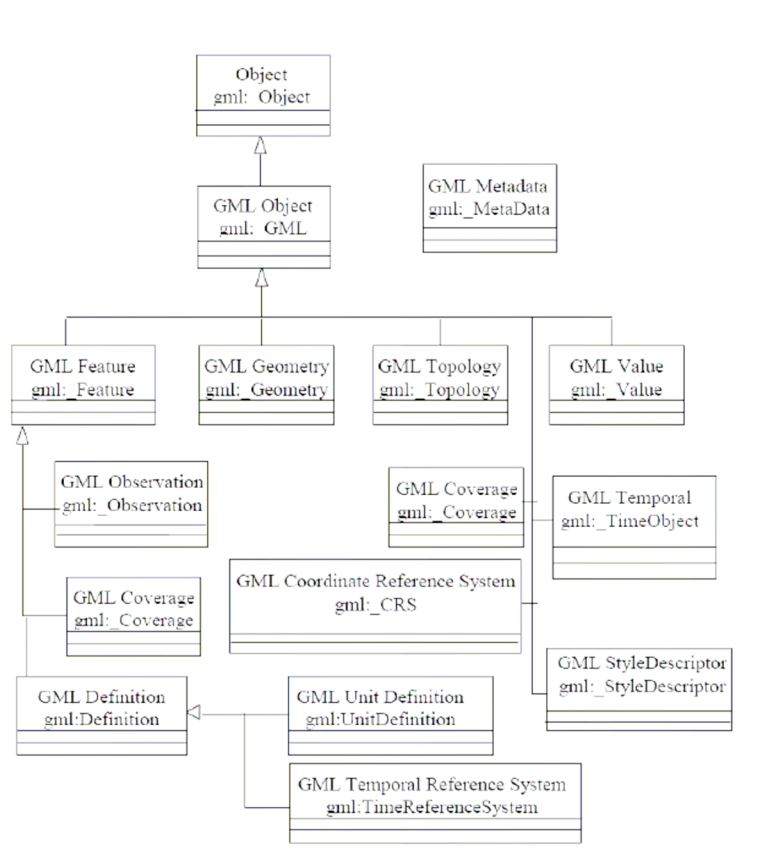 Object
gml:_Object
GML Object
gml:_GML
GML Metadata
gml:_MetaData
GML Feature
gml:_Feature
GML Geometry
gml:_Geometry
GML Topology
gml:_Topology
GML Value
gml:_Value
GML Observation
gml:_Observation
GML Coverage
gml:_Coverage
GML Temporal
gml:_TimeObject
GML Coordinate Reference System
gml:_CRS
GML Coverage
gml:_Coverage
GML StyleDescriptor
gml:_StyleDescriptor
GML Definition
gml:Definition
GML Unit Definition
gml:UnitDefinition
GML Temporal Reference System
gml:TimeReferenceSystem